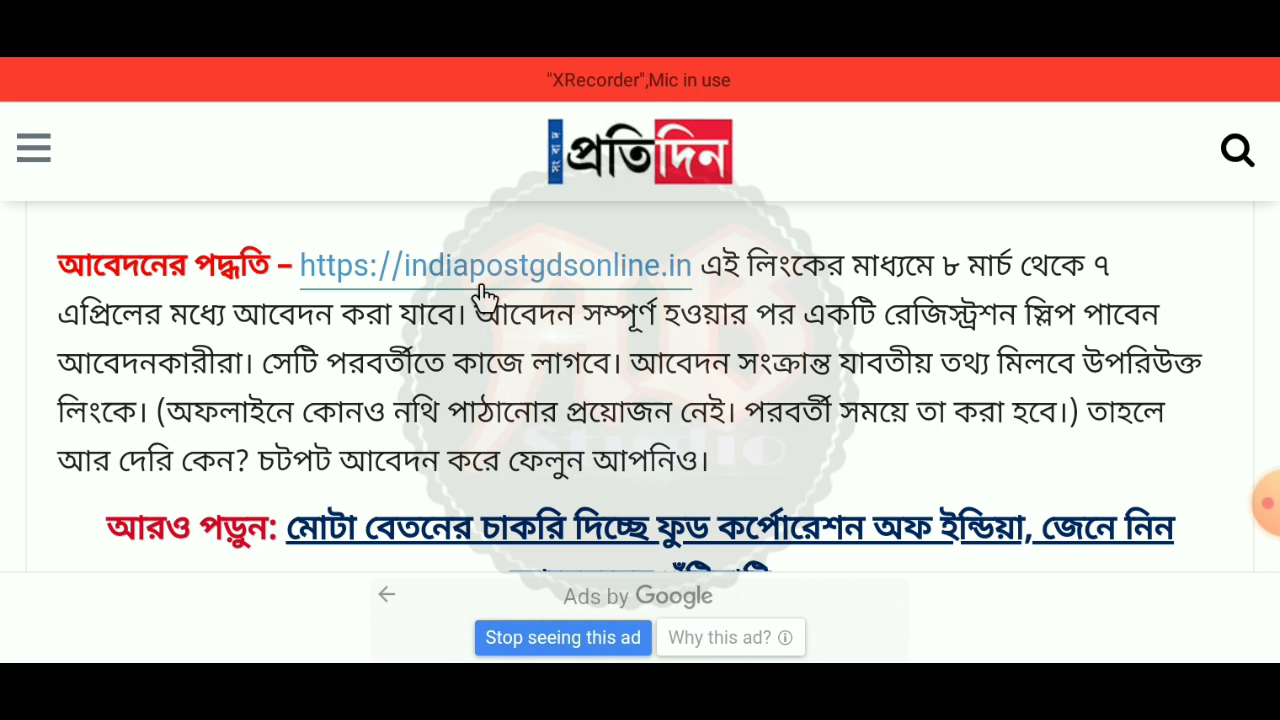 "XRecorder",Mic in use
সংবাদ প্রতিদিন
আবেদনের পদ্ধতি – https://indiapostgdsonline.in এই লিংকের মাধ্যমে ৮ মার্চ থেকে ৭
এপ্রিলের মধ্যে আবেদন করা যাবে। আবেদন সম্পূর্ণ হওয়ার পর একটি রেজিস্ট্রশন স্লিপ পাবেন
আবেদনকারীরা। সেটি পরবর্তীতে কাজে লাগবে। আবেদন সংক্রান্ত যাবতীয় তথ্য মিলবে উপরিউক্ত
লিংকে। (অফলাইনে কোনও নথি পাঠানোর প্রয়োজন নেই। পরবর্তী সময়ে তা করা হবে।) তাহলে
আর দেরি কেন? চটপট আবেদন করে ফেলুন আপনিও।
Studio
আরও পড়ুন: মোটা বেতনের চাকরি দিচ্ছে ফুড কর্পোরেশন অফ ইন্ডিয়া, জেনে নিন
Ads by Google
Stop seeing this ad Why this ad?